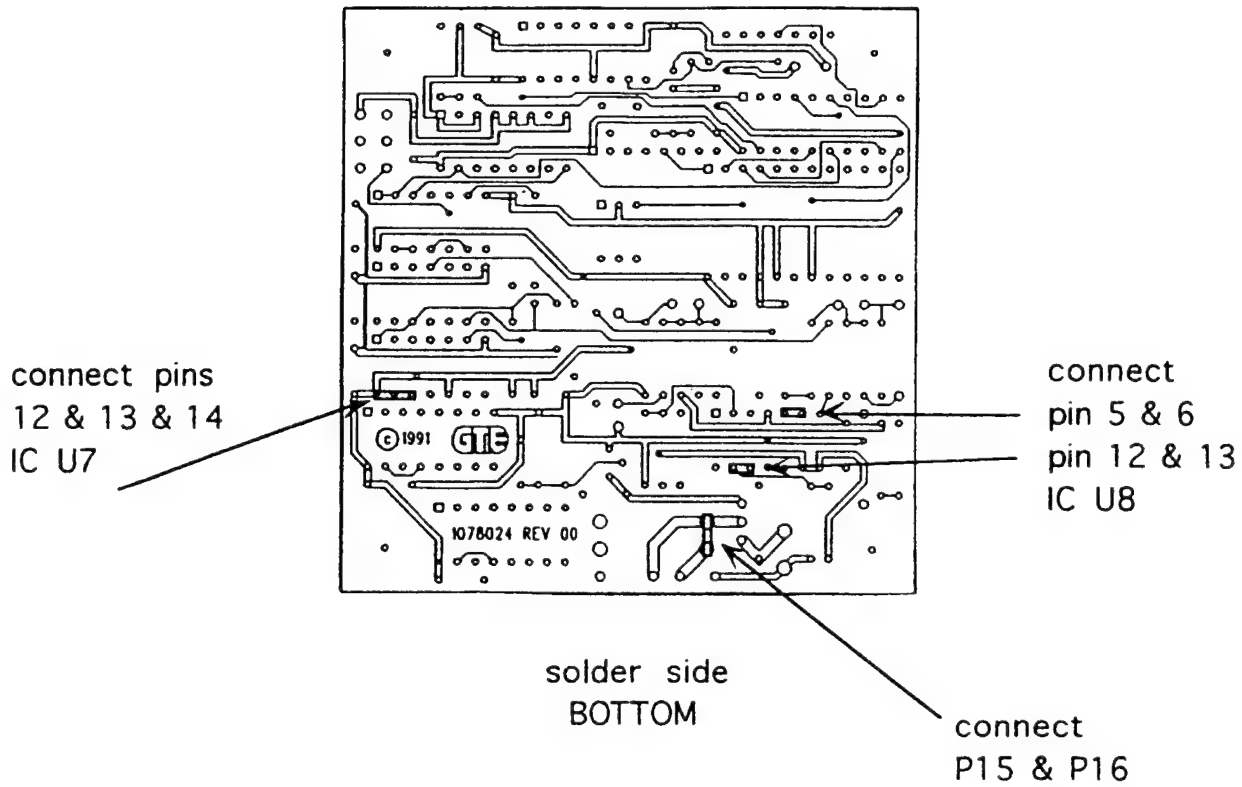 connect pins
12 & 13 & 14
IC U7
© 1991 GTE
1078024 REV 00
connect
pin 5 & 6
pin 12 & 13
IC U8
solder side
BOTTOM
connect
P15 & P16